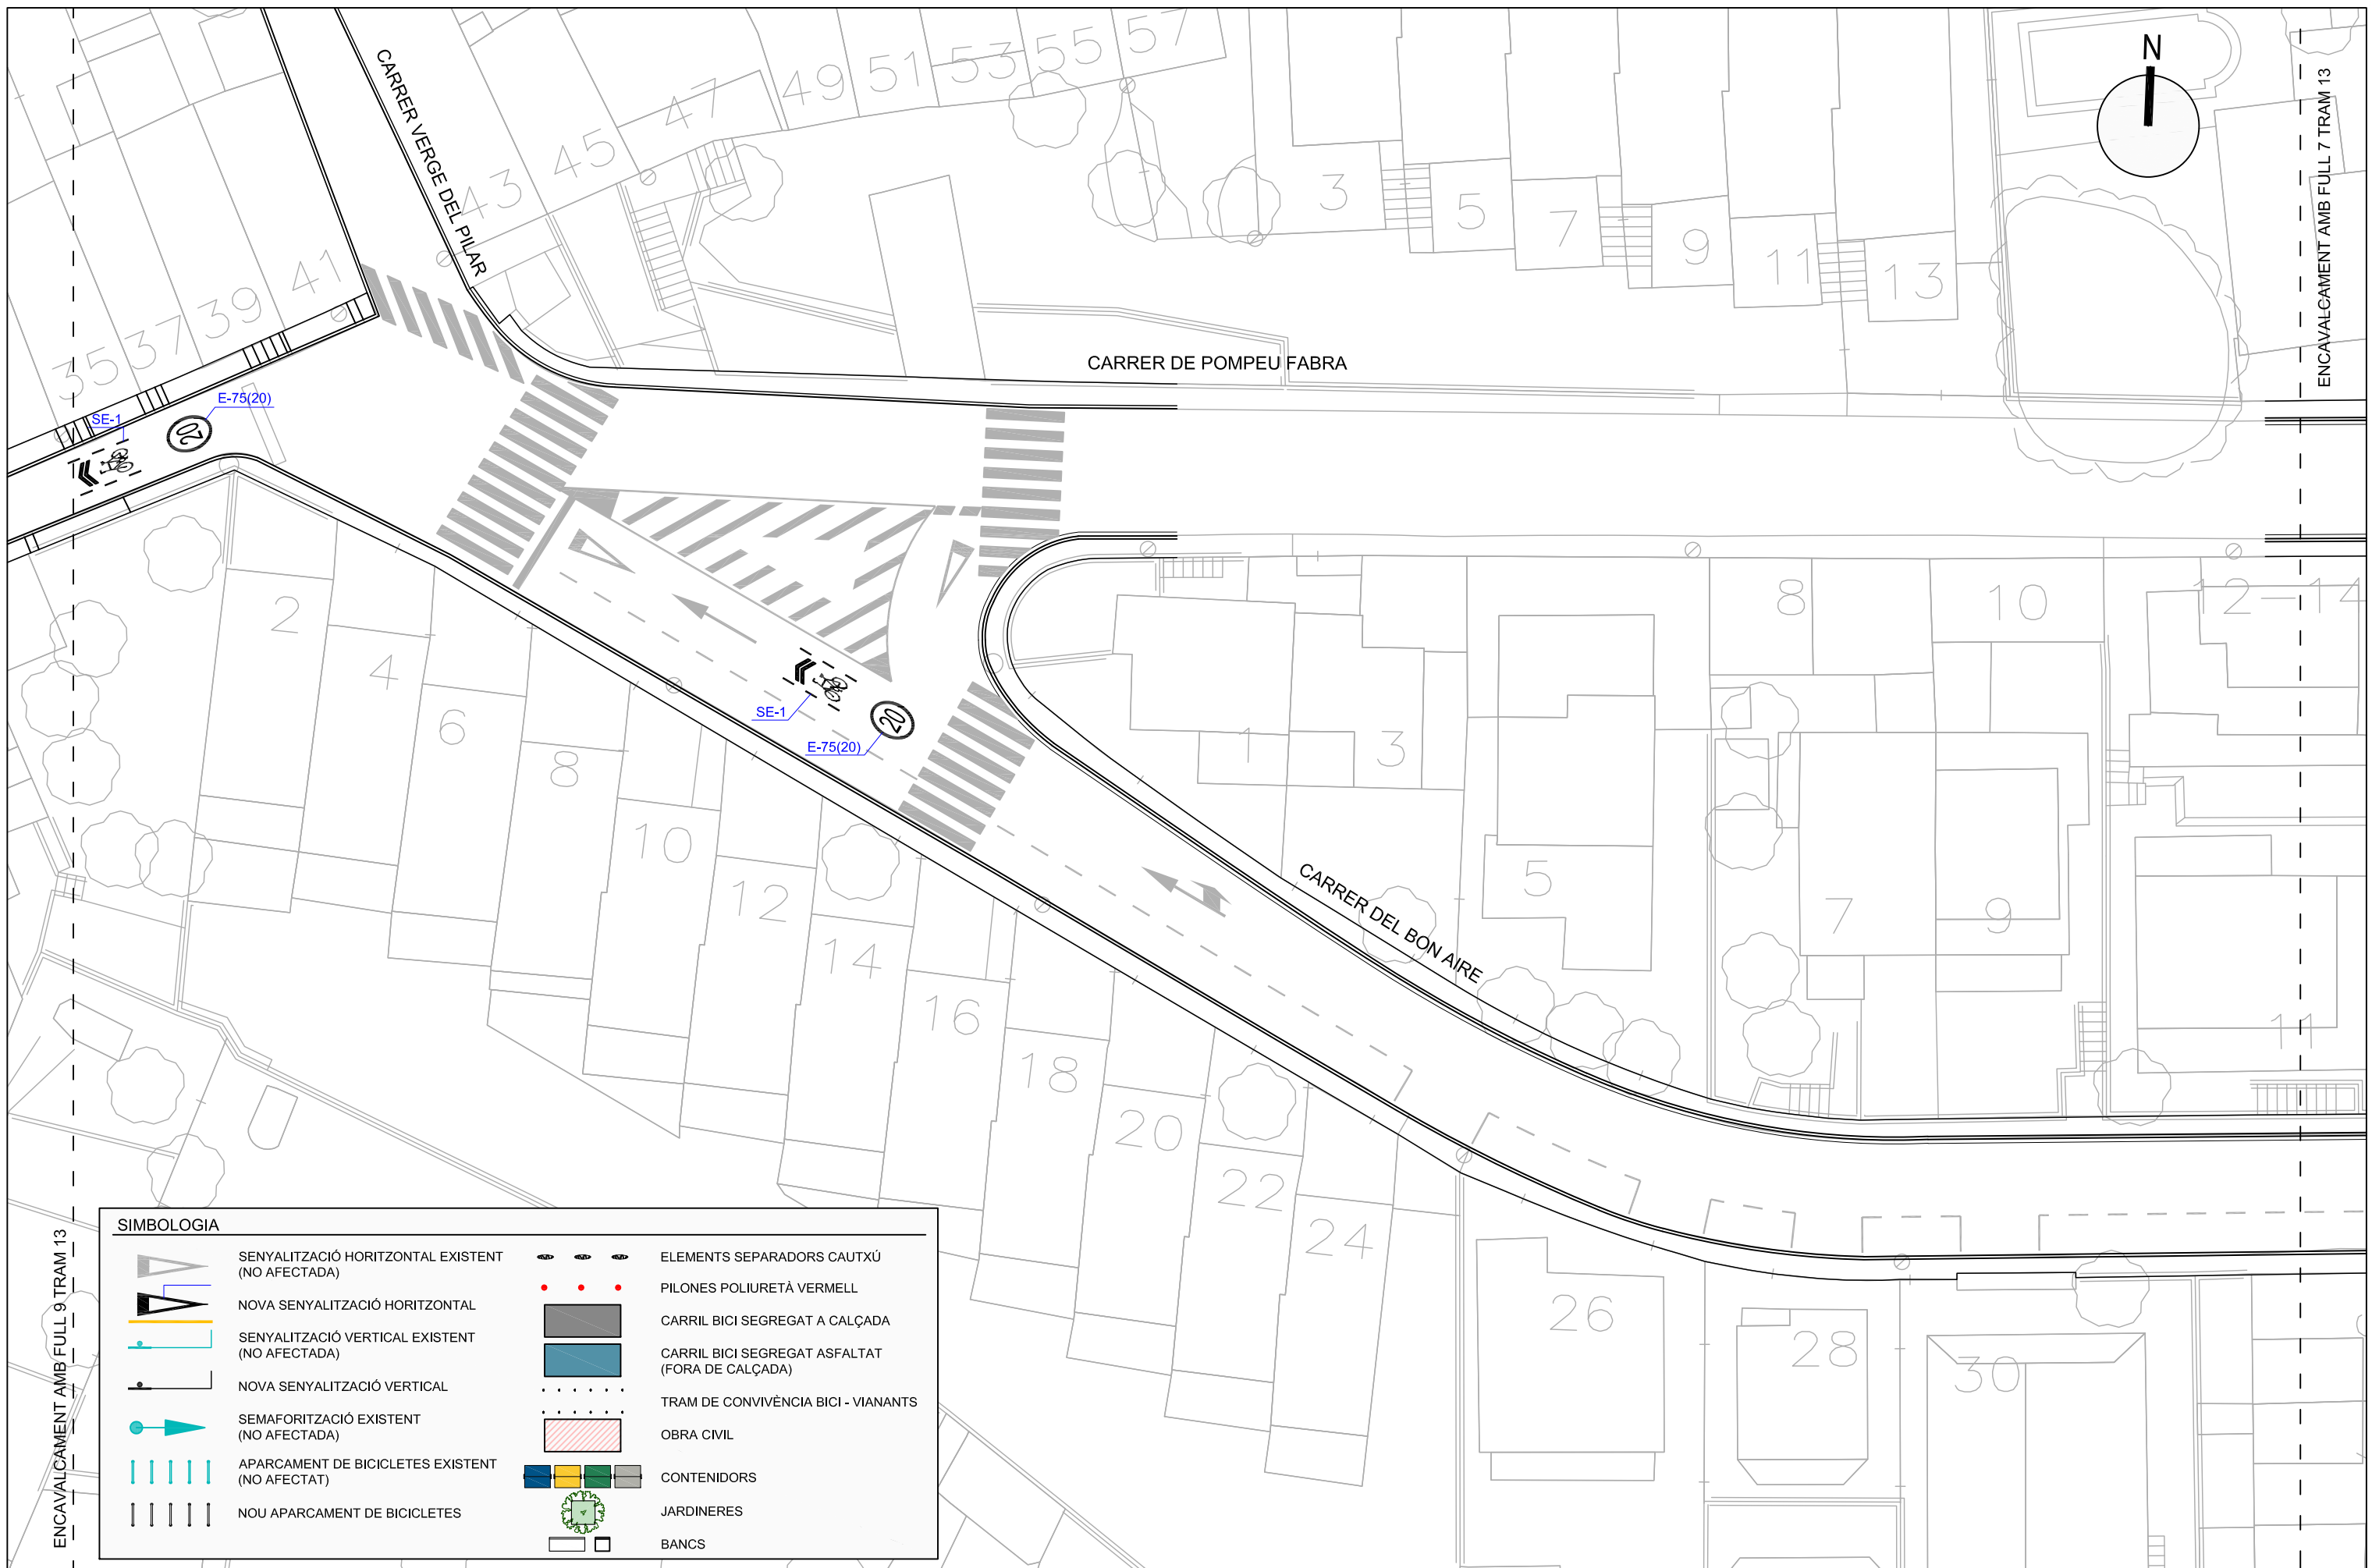 49 51 53 55 57
47
45
43
CARRER VERGE DEL PILAR
N
ENCAVALCAMENT AMB FULL 7 TRAM 13
3 5 7 9 11 13
35 37 39 41
CARRER DE POMPEU FABRA
E-75(20)
SE-1
20
8 10 12-14
2
4
6
8
10
12
14
16
18
20
22
24
26
28
30
SE-1
20
E-75(20)
1 3
5
7 9
11
CARRER DEL BON AIRE
ENCAVALCAMENT AMB FULL 9 TRAM 13
SIMBOLOGIA
SENYALITZACIÓ HORITZONTAL EXISTENT
(NO AFECTADA)
NOVA SENYALITZACIÓ HORITZONTAL
SENYALITZACIÓ VERTICAL EXISTENT
(NO AFECTADA)
NOVA SENYALITZACIÓ VERTICAL
SEMAFORITZACIÓ EXISTENT
(NO AFECTADA)
APARCAMENT DE BICICLETES EXISTENT
(NO AFECTAT)
NOU APARCAMENT DE BICICLETES
ELEMENTS SEPARADORS CAUTXÚ
PILONES POLIURETÀ VERMELL
CARRIL BICI SEGREGAT A CALÇADA
CARRIL BICI SEGREGAT ASFALTAT
(FORA DE CALÇADA)
TRAM DE CONVIVÈNCIA BICI - VIANANTS
OBRA CIVIL
CONTENIDORS
JARDINERES
BANCS